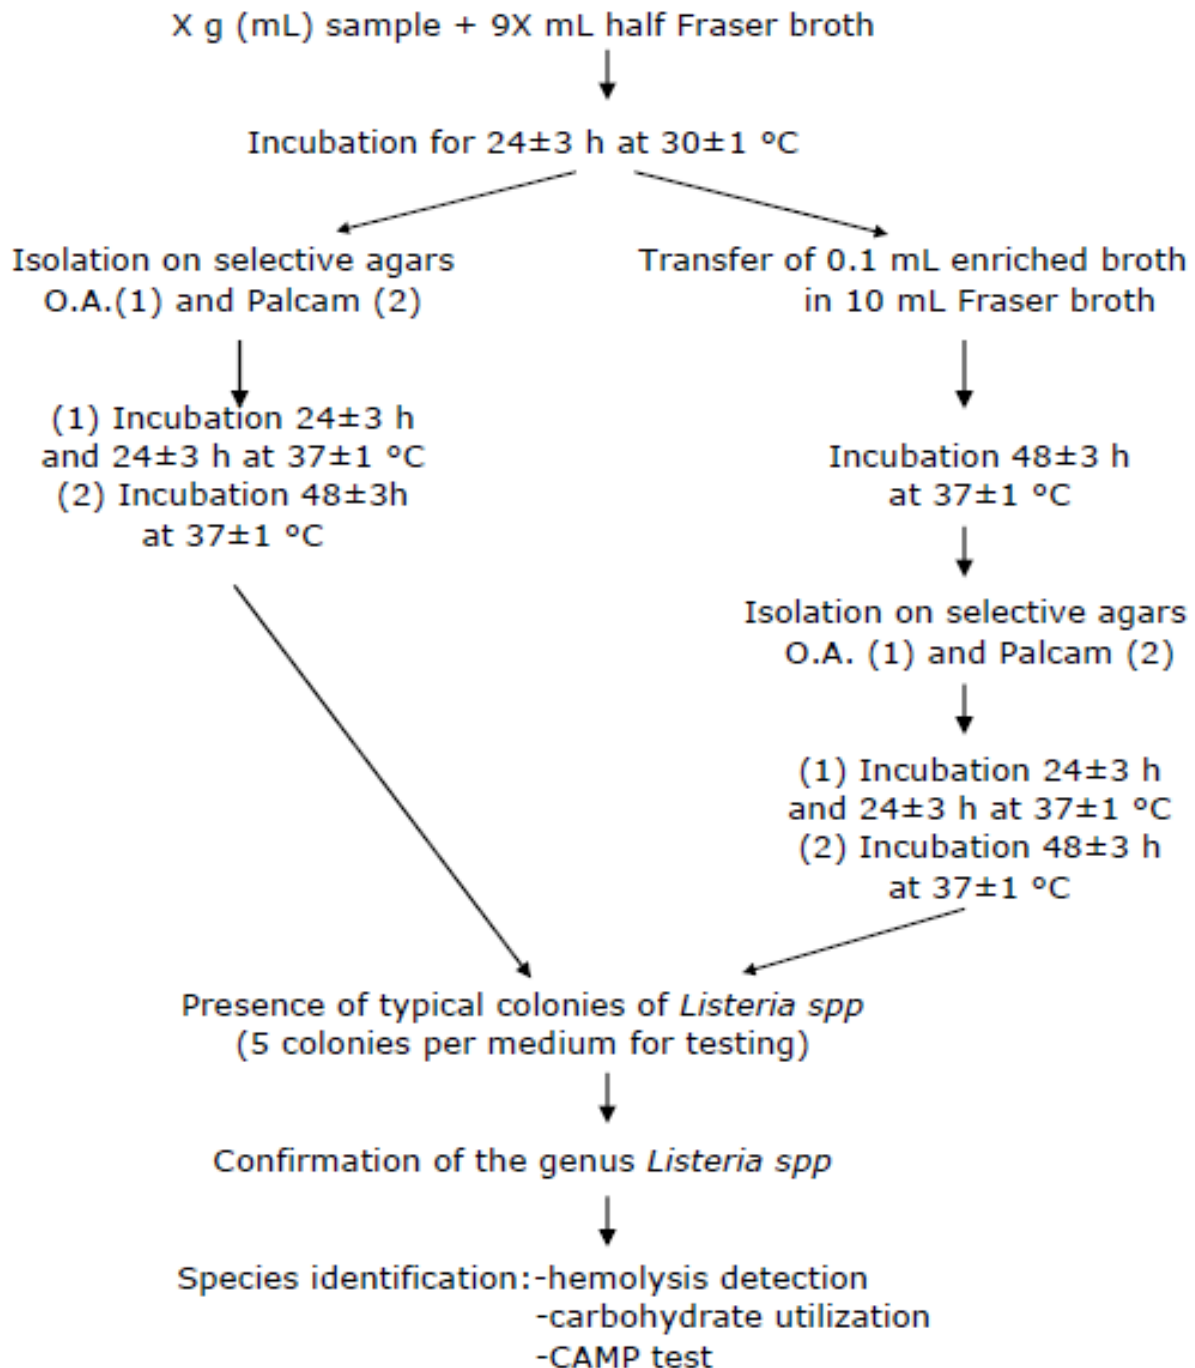 X g (mL) sample + 9X mL half Fraser broth
Incubation for 24±3 h at 30±1 °C
Isolation on selective agars
O.A.(1) and Palcam (2)
(1) Incubation 24±3 h
and 24±3 h at 37±1 °C
(2) Incubation 48±3h
at 37±1 °C
Transfer of 0.1 mL enriched broth
in 10 mL Fraser broth
Incubation 48±3 h
at 37±1 °C
Isolation on selective agars
O.A. (1) and Palcam (2)
(1) Incubation 24±3 h
and 24±3 h at 37±1 °C
(2) Incubation 48±3 h
at 37±1 °C
Presence of typical colonies of Listeria spp
(5 colonies per medium for testing)
Confirmation of the genus Listeria spp
Species identification:-hemolysis detection
-carbohydrate utilization
-CAMP test